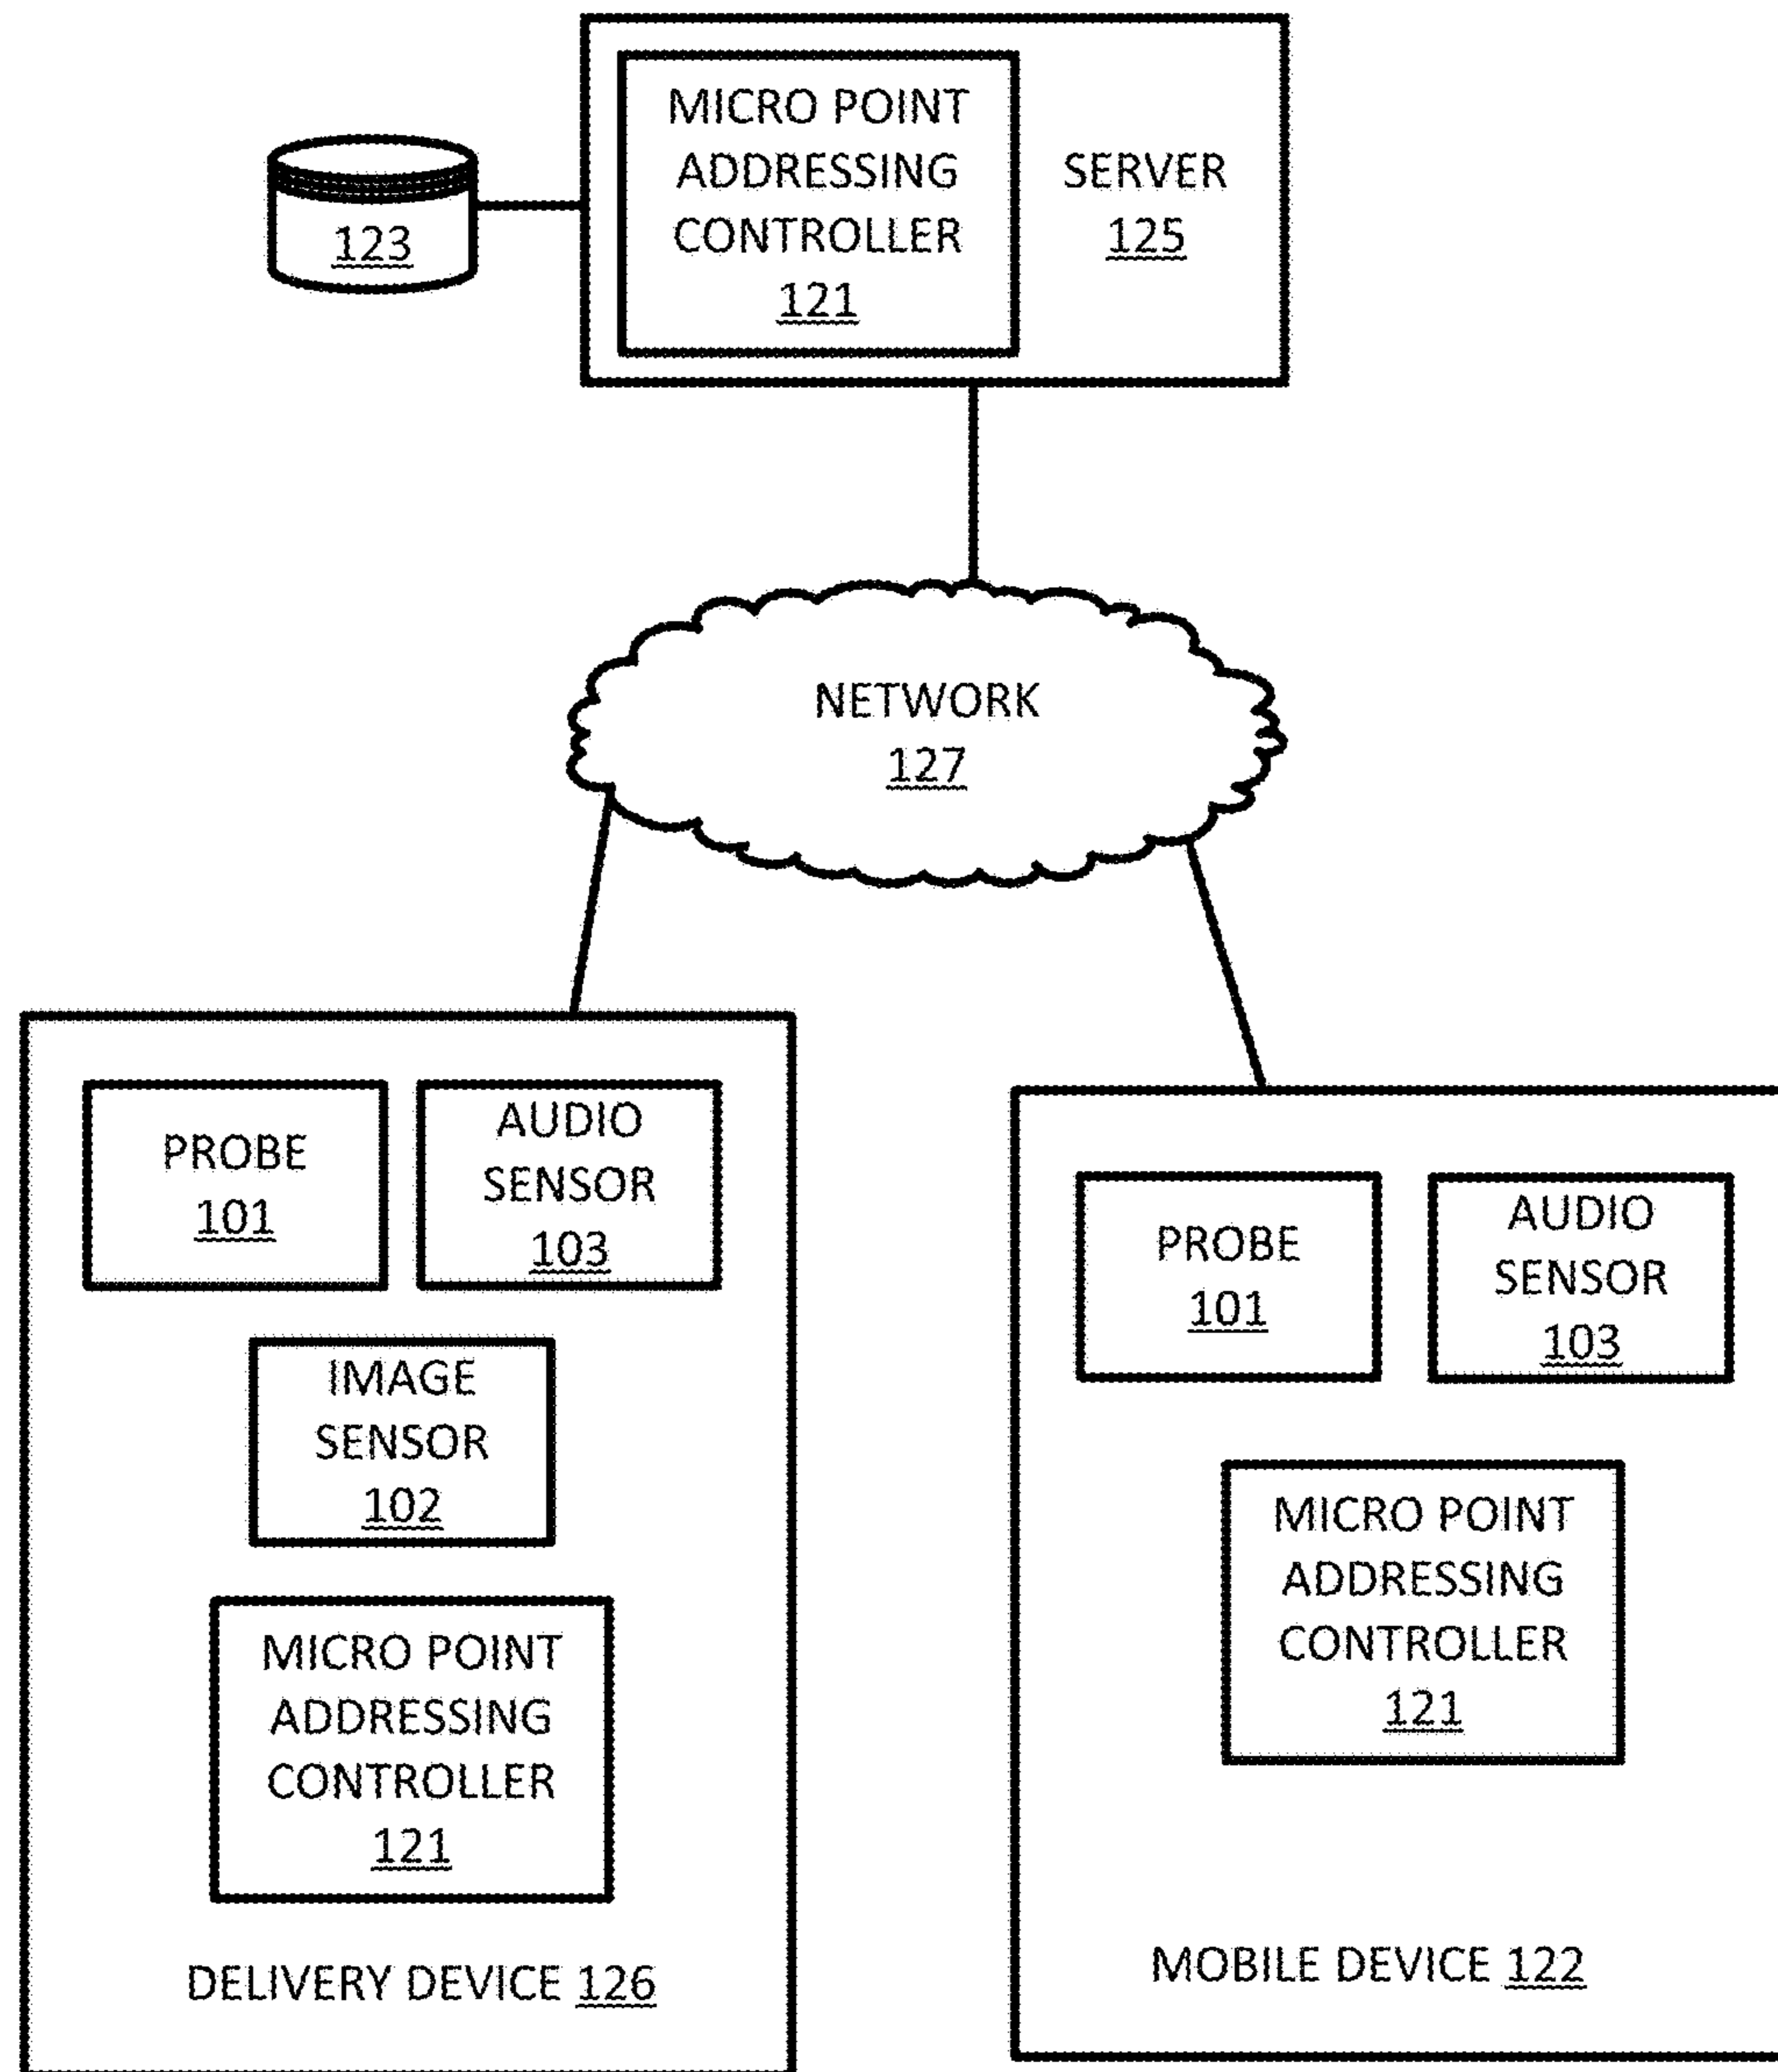 MICRO POINT
ADDRESSING
CONTROLLER
121
SERVER
125
123
NETWORK
127
PROBE
101
AUDIO
SENSOR
103
IMAGE
SENSOR
102
MICRO POINT
ADDRESSING
CONTROLLER
121
DELIVERY DEVICE 126
PROBE
101
AUDIO
SENSOR
103
MICRO POINT
ADDRESSING
CONTROLLER
121
MOBILE DEVICE 122